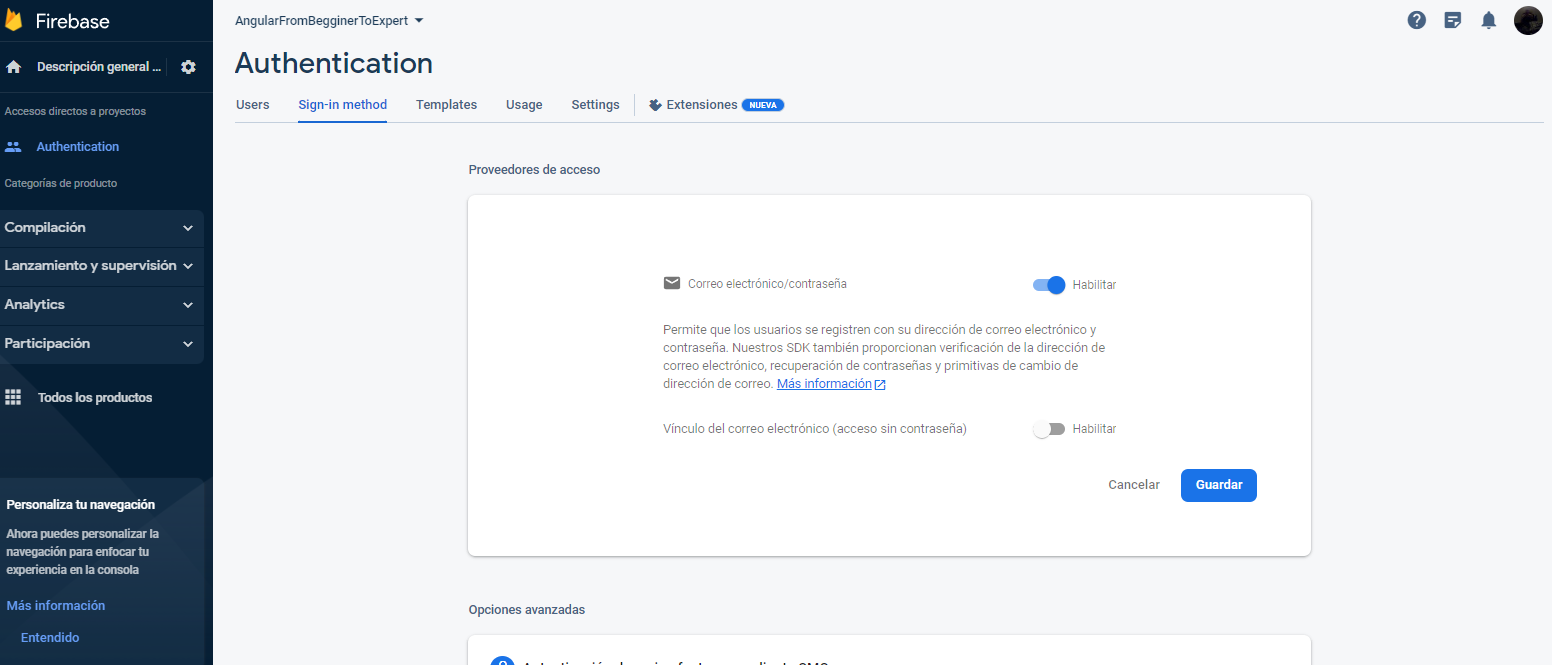 Firebase
AngularFromBegginerToExpert
Descripción general ...
Accesos directos a proyectos
Authentication
Categorías de producto
Compilación
Lanzamiento y supervisión
Analytics
Participación
Todos los productos
Personaliza tu navegación
Ahora puedes personalizar la
navegación para enfocar tu
experiencia en la consola
Más información
Entendido
Authentication
Users
Sign-in method
Templates
Usage
Settings
Extensiones NUEVA
Proveedores de acceso
Correo electrónico/contraseña
Habilitar
Permite que los usuarios se registren con su dirección de correo electrónico y
contraseña. Nuestros SDK también proporcionan verificación de la dirección de
correo electrónico, recuperación de contraseñas y primitivas de cambio de
dirección de correo. Más información
Vínculo del correo electrónico (acceso sin contraseña)
Habilitar
Cancelar
Guardar
Opciones avanzadas